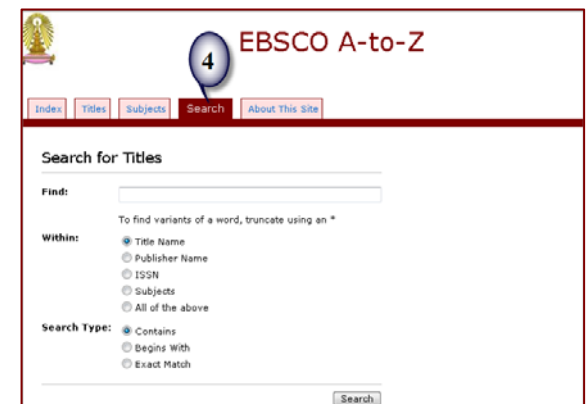 EBSCO A-to-Z
4
Index Titles Subjects Search About This Site
Search for Titles
Find:
To find variants of a word, truncate using an *
Within:
Title Name
Publisher Name
ISSN
Subjects
All of the above
Search Type:
Contains
Begins With
Exact Match
Search